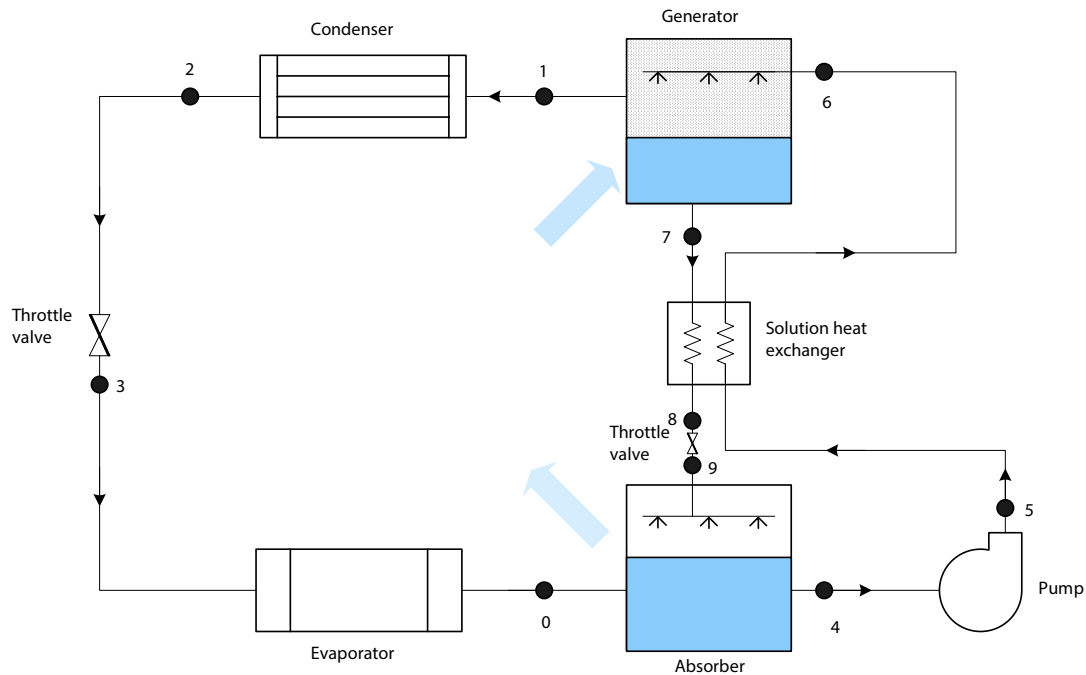 Generator
Condenser
2
1
6
7
Throttle
valve
Solution heat
exchanger
3
8
Throttle
valve
9
5
Pump
0
4
Evaporator
Absorber